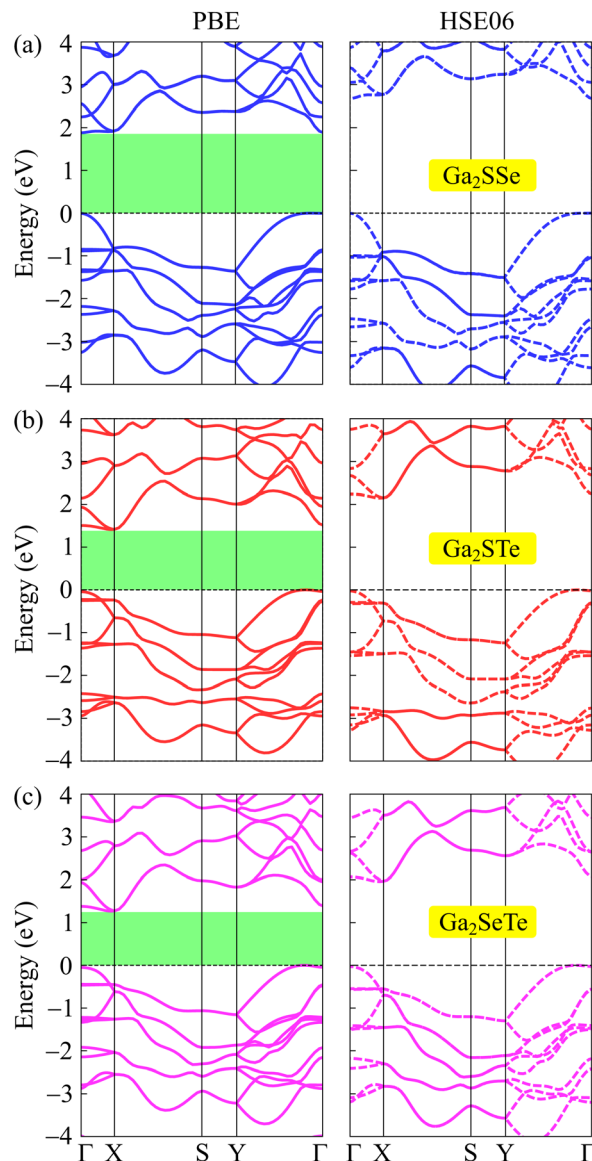 PBE HSE06
(a)
4
3
2
1
0
−1
−2
−3
−4
Energy (eV)
Ga₂SSe
(b)
4
3
2
1
0
−1
−2
−3
−4
Energy (eV)
Ga₂STe
(c)
4
3
2
1
0
−1
−2
−3
−4
Energy (eV)
Ga₂SeTe
Γ X S Y Γ Γ X S Y Γ